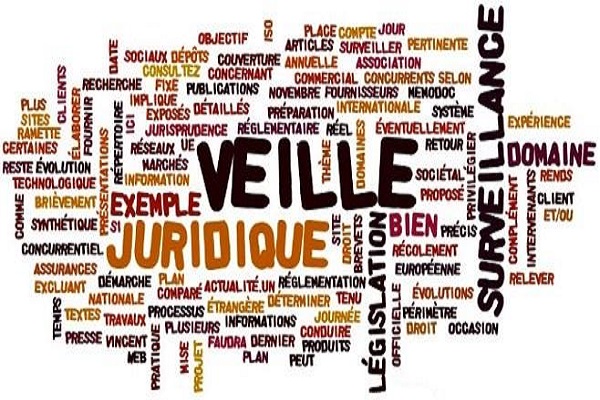 OBJECTIF
ISO
PLACE COMPTE JOUR
DATE
SOCIAUX DÉPÔTS
COUVERTURE
ARTICLES SURVEILLER PERTINENTE
CONSULTEZ CONCERNANT
ANNUELLE ASSOCIATION
CLIENTS
RECHERCHE
FIXE
PUBLICATIONS
COMMERCIAL CONCURRENTS SELON
NOVEMBRE FOURNISSEURS NEMODOC
PLUS
SITES
RAMETTE
ÉLABORER
FOURNIR
RÉPERTOIRE
ICI
IMPLIQUE
EXPOSÉS DÉTAILLÉS
PRÉPARATION INTERNATIONALE
SYSTÈME
SURVEILLANCE
EXPÉRIENCE
CERTAINES
JURISPRUDENCE RÉGLEMENTAIRE RÉEL
ÉVENTUELLEMENT
RÉSEAUX UE
MARCHÉS
INFORMATION
VEILLE
THÈME
DOMAINES
RETOUR
PRIVILÉGIER
DOMAINE
RESTE ÉVOLUTION
TECHNOLOGIQUE
PRÉSENTATIONS
SOCIÉTAL
PROPOSÉ
RENDS
COMME
BRIÈVEMENT
SYNTHÉTIQUE
EXEMPLE
SI
JURIDIQUE
SITE
DROIT
BREVETS
LÉGISLATION
BIEN
PRÉCIS
COMPLÉMENT
INTERVENANTS
CLIENT
ET/OU
CONCURRENTIEL
RÉCOLEMENT
ASSURANCES
EXCLUANT
EUROPÉENNE
RELEVER
DÉMARCHE PLAN
ACTUALITÉ.UN RÉGLEMENTATION
NATIONALE
COMPARÉ
ÉTRANGÈRE DÉTERMINER TENU
OFFICIELLE
ÉVOLUTIONS
TEMPS
TEXTES TRAVAUX
PROCESSUS
INFORMATIONS
JOURNÉE
PÉRIMÈTRE
PLUSIEURS
CONDUIRE
DROIT OCCASION
PRESSE VINCENT
WEB
PRATIQUE
MISE
PROJET
FAUDRA DERNIER
PRODUITS
PLAN
PEUT